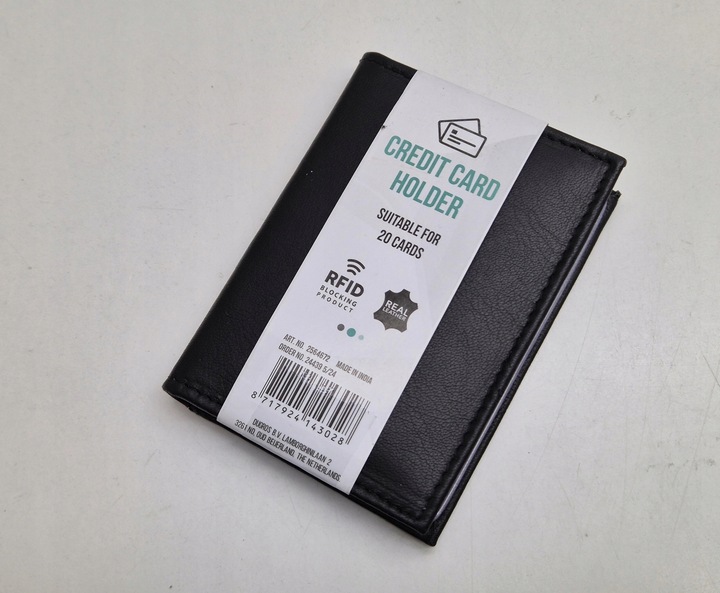 CREDIT CARD
HOLDER
SUITABLE FOR
20 CARDS
RFID
BLOCKING
PRODUCT
REAL
LEATHER
ART. NO. 2564672 MADE IN INDIA
ORDER NO. 24439 5/24
8 717924 143028
DUGROS B.V. LAMBORGHINILAAN 2
3261 ND, OUD BEIJERLAND, THE NETHERLANDS.